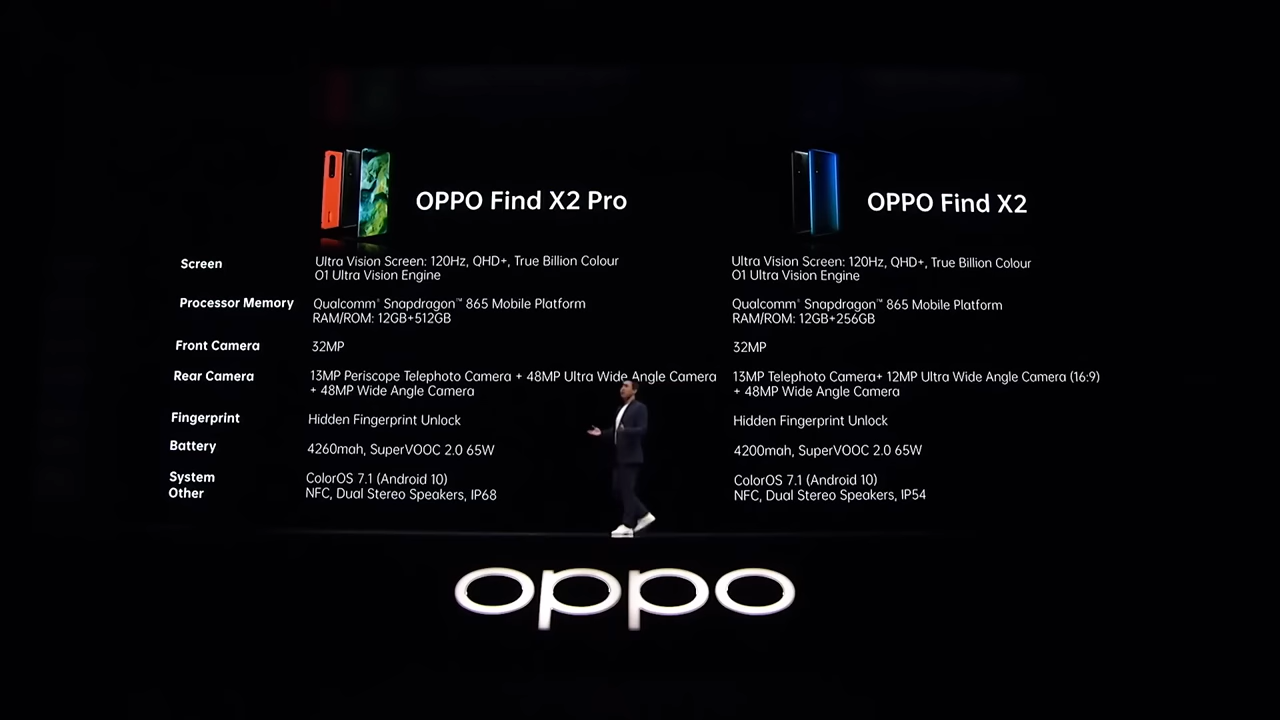 OPPO Find X2 Pro
OPPO Find X2
Screen
Ultra Vision Screen: 120Hz, QHD+, True Billion Colour
O1 Ultra Vision Engine
Ultra Vision Screen: 120Hz, QHD+, True Billion Colour
O1 Ultra Vision Engine
Processor Memory
Qualcomm® Snapdragon™ 865 Mobile Platform
RAM/ROM: 12GB+512GB
Qualcomm® Snapdragon™ 865 Mobile Platform
RAM/ROM: 12GB+256GB
Front Camera
32MP
32MP
Rear Camera
13MP Periscope Telephoto Camera + 48MP Ultra Wide Angle Camera
+ 48MP Wide Angle Camera
13MP Telephoto Camera+ 12MP Ultra Wide Angle Camera (16:9)
+ 48MP Wide Angle Camera
Fingerprint
Hidden Fingerprint Unlock
Hidden Fingerprint Unlock
Battery
4260mah, SuperVOOC 2.0 65W
4200mah, SuperVOOC 2.0 65W
System
ColorOS 7.1 (Android 10)
ColorOS 7.1 (Android 10)
Other
NFC, Dual Stereo Speakers, IP68
NFC, Dual Stereo Speakers, IP54
oppo